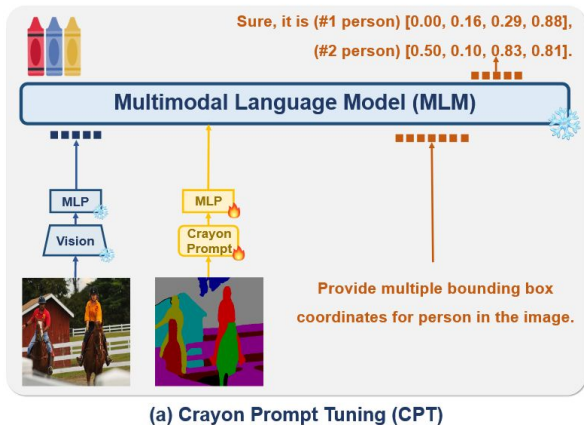 Sure, it is (#1 person) [0.00, 0.16, 0.29, 0.88],
(#2 person) [0.50, 0.10, 0.83, 0.81].
Multimodal Language Model (MLM)
MLP
MLP
Vision
Crayon
Prompt
Provide multiple bounding box
coordinates for person in the image.
(a) Crayon Prompt Tuning (CPT)